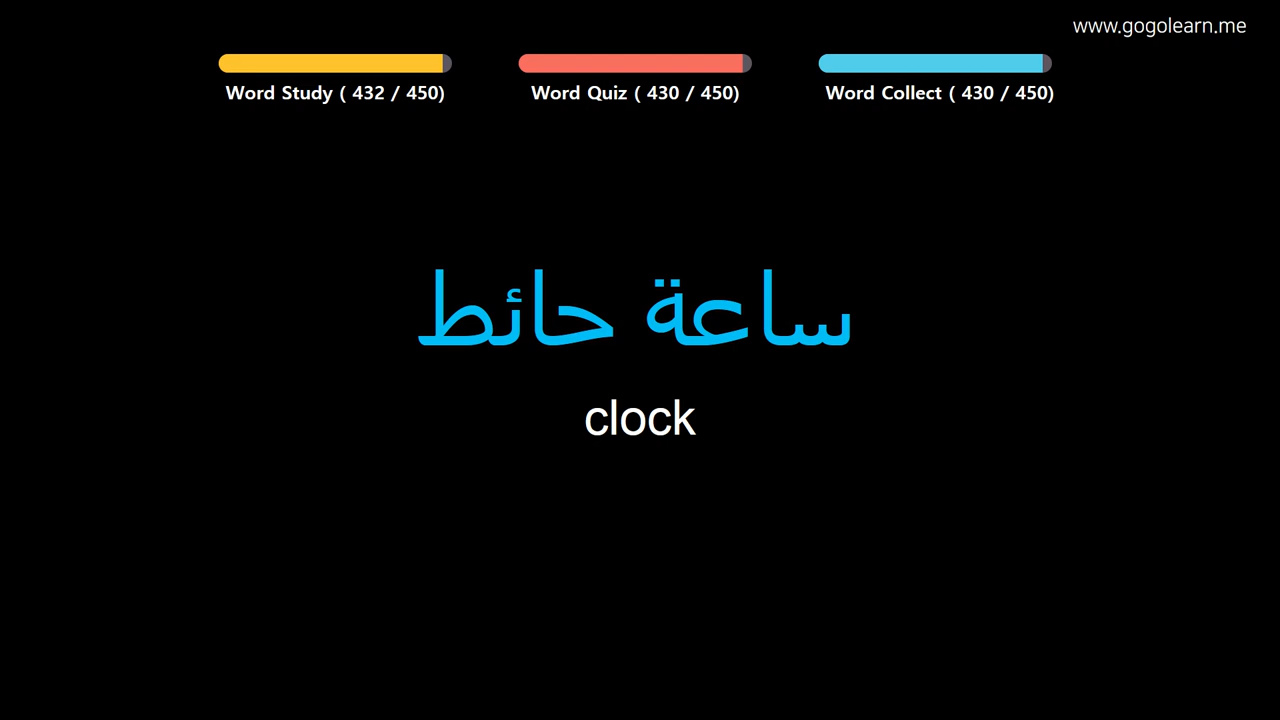 www.gogolearn.me
Word Study ( 432 / 450)
Word Quiz ( 430 / 450)
Word Collect ( 430 / 450)
ساعة حائط
clock